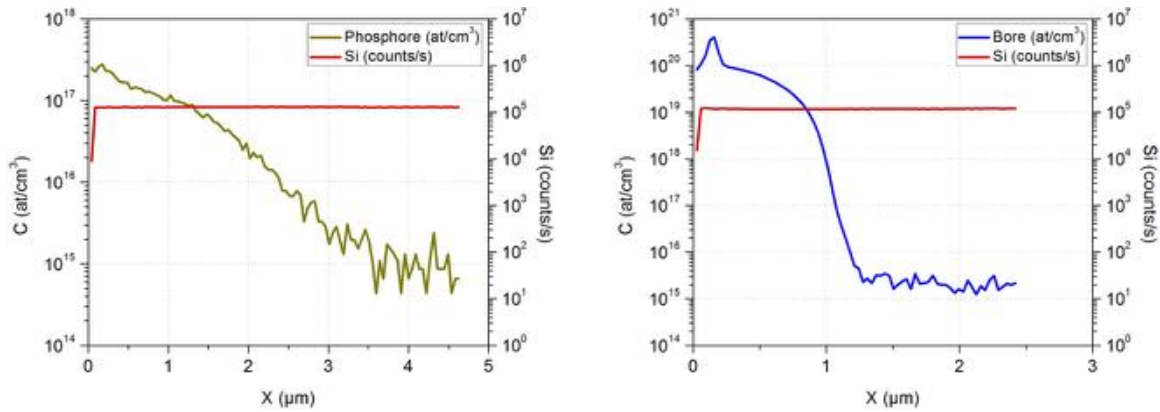 10^18
10^17
10^16
10^15
10^14
C (at/cm^3)
Phosphore (at/cm^3)
Si (counts/s)
10^7
10^6
10^5
10^4
10^3
10^2
10^1
10^0
Si (counts/s)
0 1 2 3 4 5
X (µm)
10^21
10^20
10^19
10^18
10^17
10^16
10^15
10^14
C (at/cm^3)
Bore (at/cm^3)
Si (counts/s)
10^7
10^6
10^5
10^4
10^3
10^2
10^1
10^0
Si (counts/s)
0 1 2 3
X (µm)